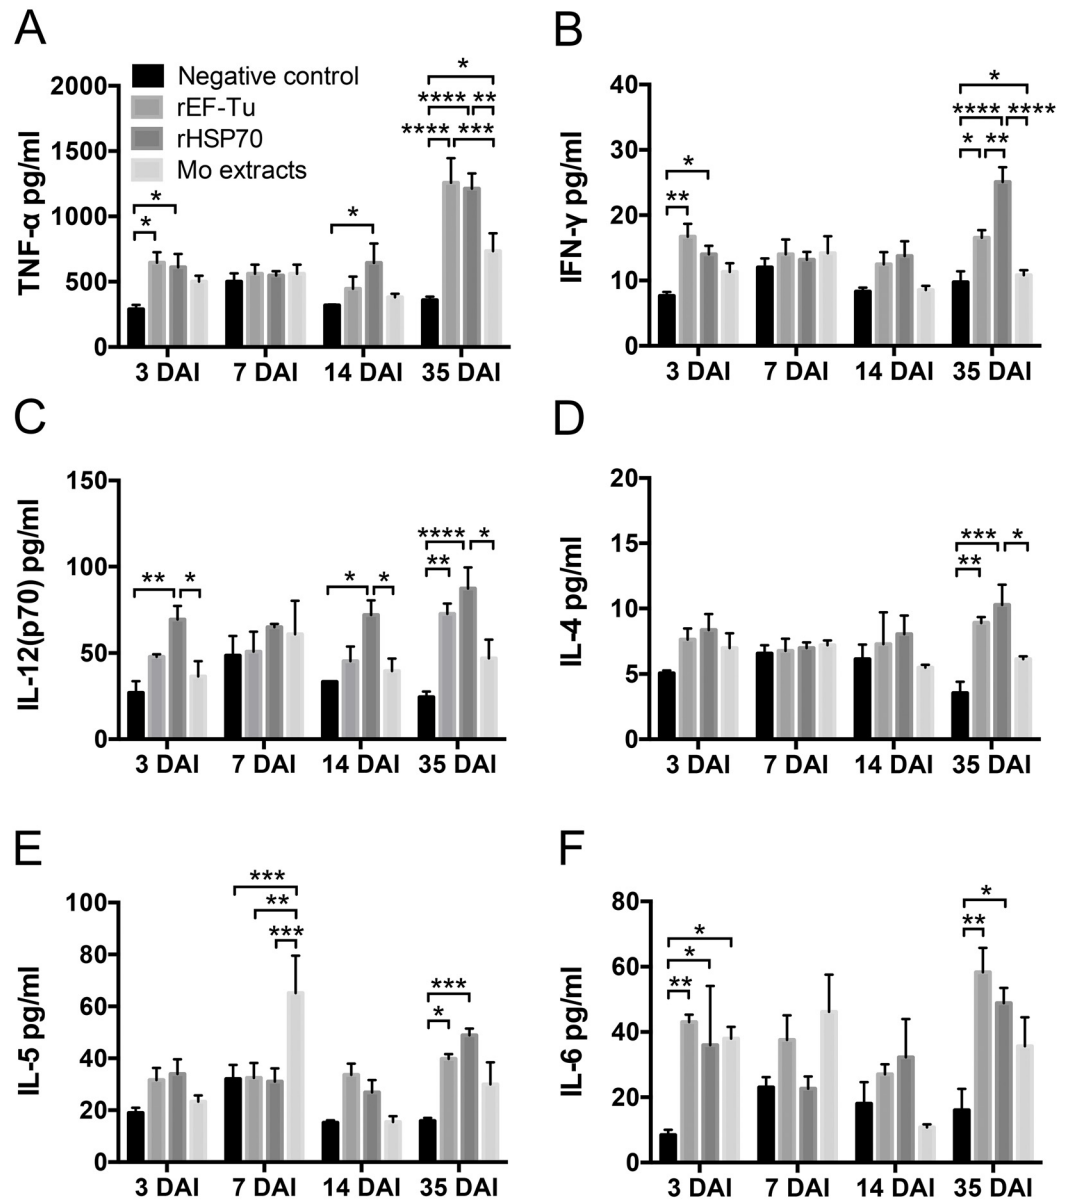 A
Negative control
rEF-Tu
rHSP70
Mo extracts
TNF-α pg/ml
2000
1500
1000
500
0
* * * * **** *** **** ** *
3 DAI 7 DAI 14 DAI 35 DAI
B
IFN-γ pg/ml
40
30
20
10
0
** * * ** **** **** *
3 DAI 7 DAI 14 DAI 35 DAI
C
IL-12(p70) pg/ml
150
100
50
0
** * * * ** **** *
3 DAI 7 DAI 14 DAI 35 DAI
D
IL-4 pg/ml
20
15
10
5
0
** *** *
3 DAI 7 DAI 14 DAI 35 DAI
E
IL-5 pg/ml
100
80
60
40
20
0
*** ** *** * ***
3 DAI 7 DAI 14 DAI 35 DAI
F
IL-6 pg/ml
80
60
40
20
0
** * * ** *
3 DAI 7 DAI 14 DAI 35 DAI